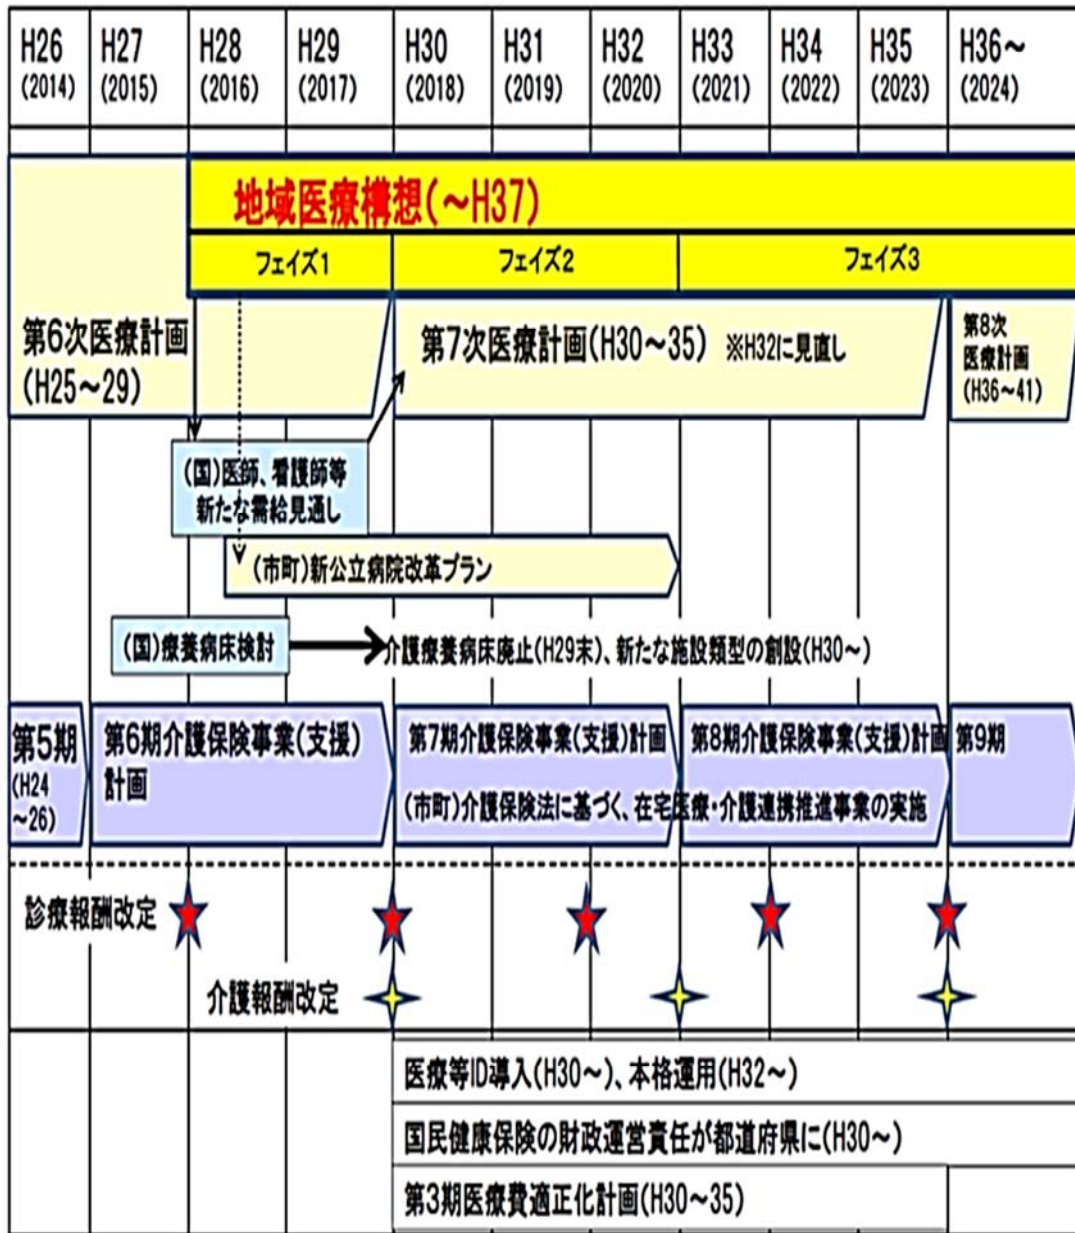 H26 H27 H28 H29 H30 H31 H32 H33 H34 H35 H36～
(2014) (2015) (2016) (2017) (2018) (2019) (2020) (2021) (2022) (2023) (2024)
地域医療構想(～H37)
フェイズ1 フェイズ2 フェイズ3
第6次医療計画
(H25～29)
第7次医療計画(H30～35) ※H32に見直し
第8次
医療計画
(H36～41)
(国)医師、看護師等
新たな需給見通し
(市町)新公立病院改革プラン
(国)療養病床検討
介護療養病床廃止(H29末)、新たな施設類型の創設(H30～)
第5期
(H24
～26)
第6期介護保険事業(支援)
計画
第7期介護保険事業(支援)計画
第8期介護保険事業(支援)計画
第9期
(市町)介護保険法に基づく、在宅医療・介護連携推進事業の実施
診療報酬改定
介護報酬改定
医療等ID導入(H30～)、本格運用(H32～)
国民健康保険の財政運営責任が都道府県に(H30～)
第3期医療費適正化計画(H30～35)